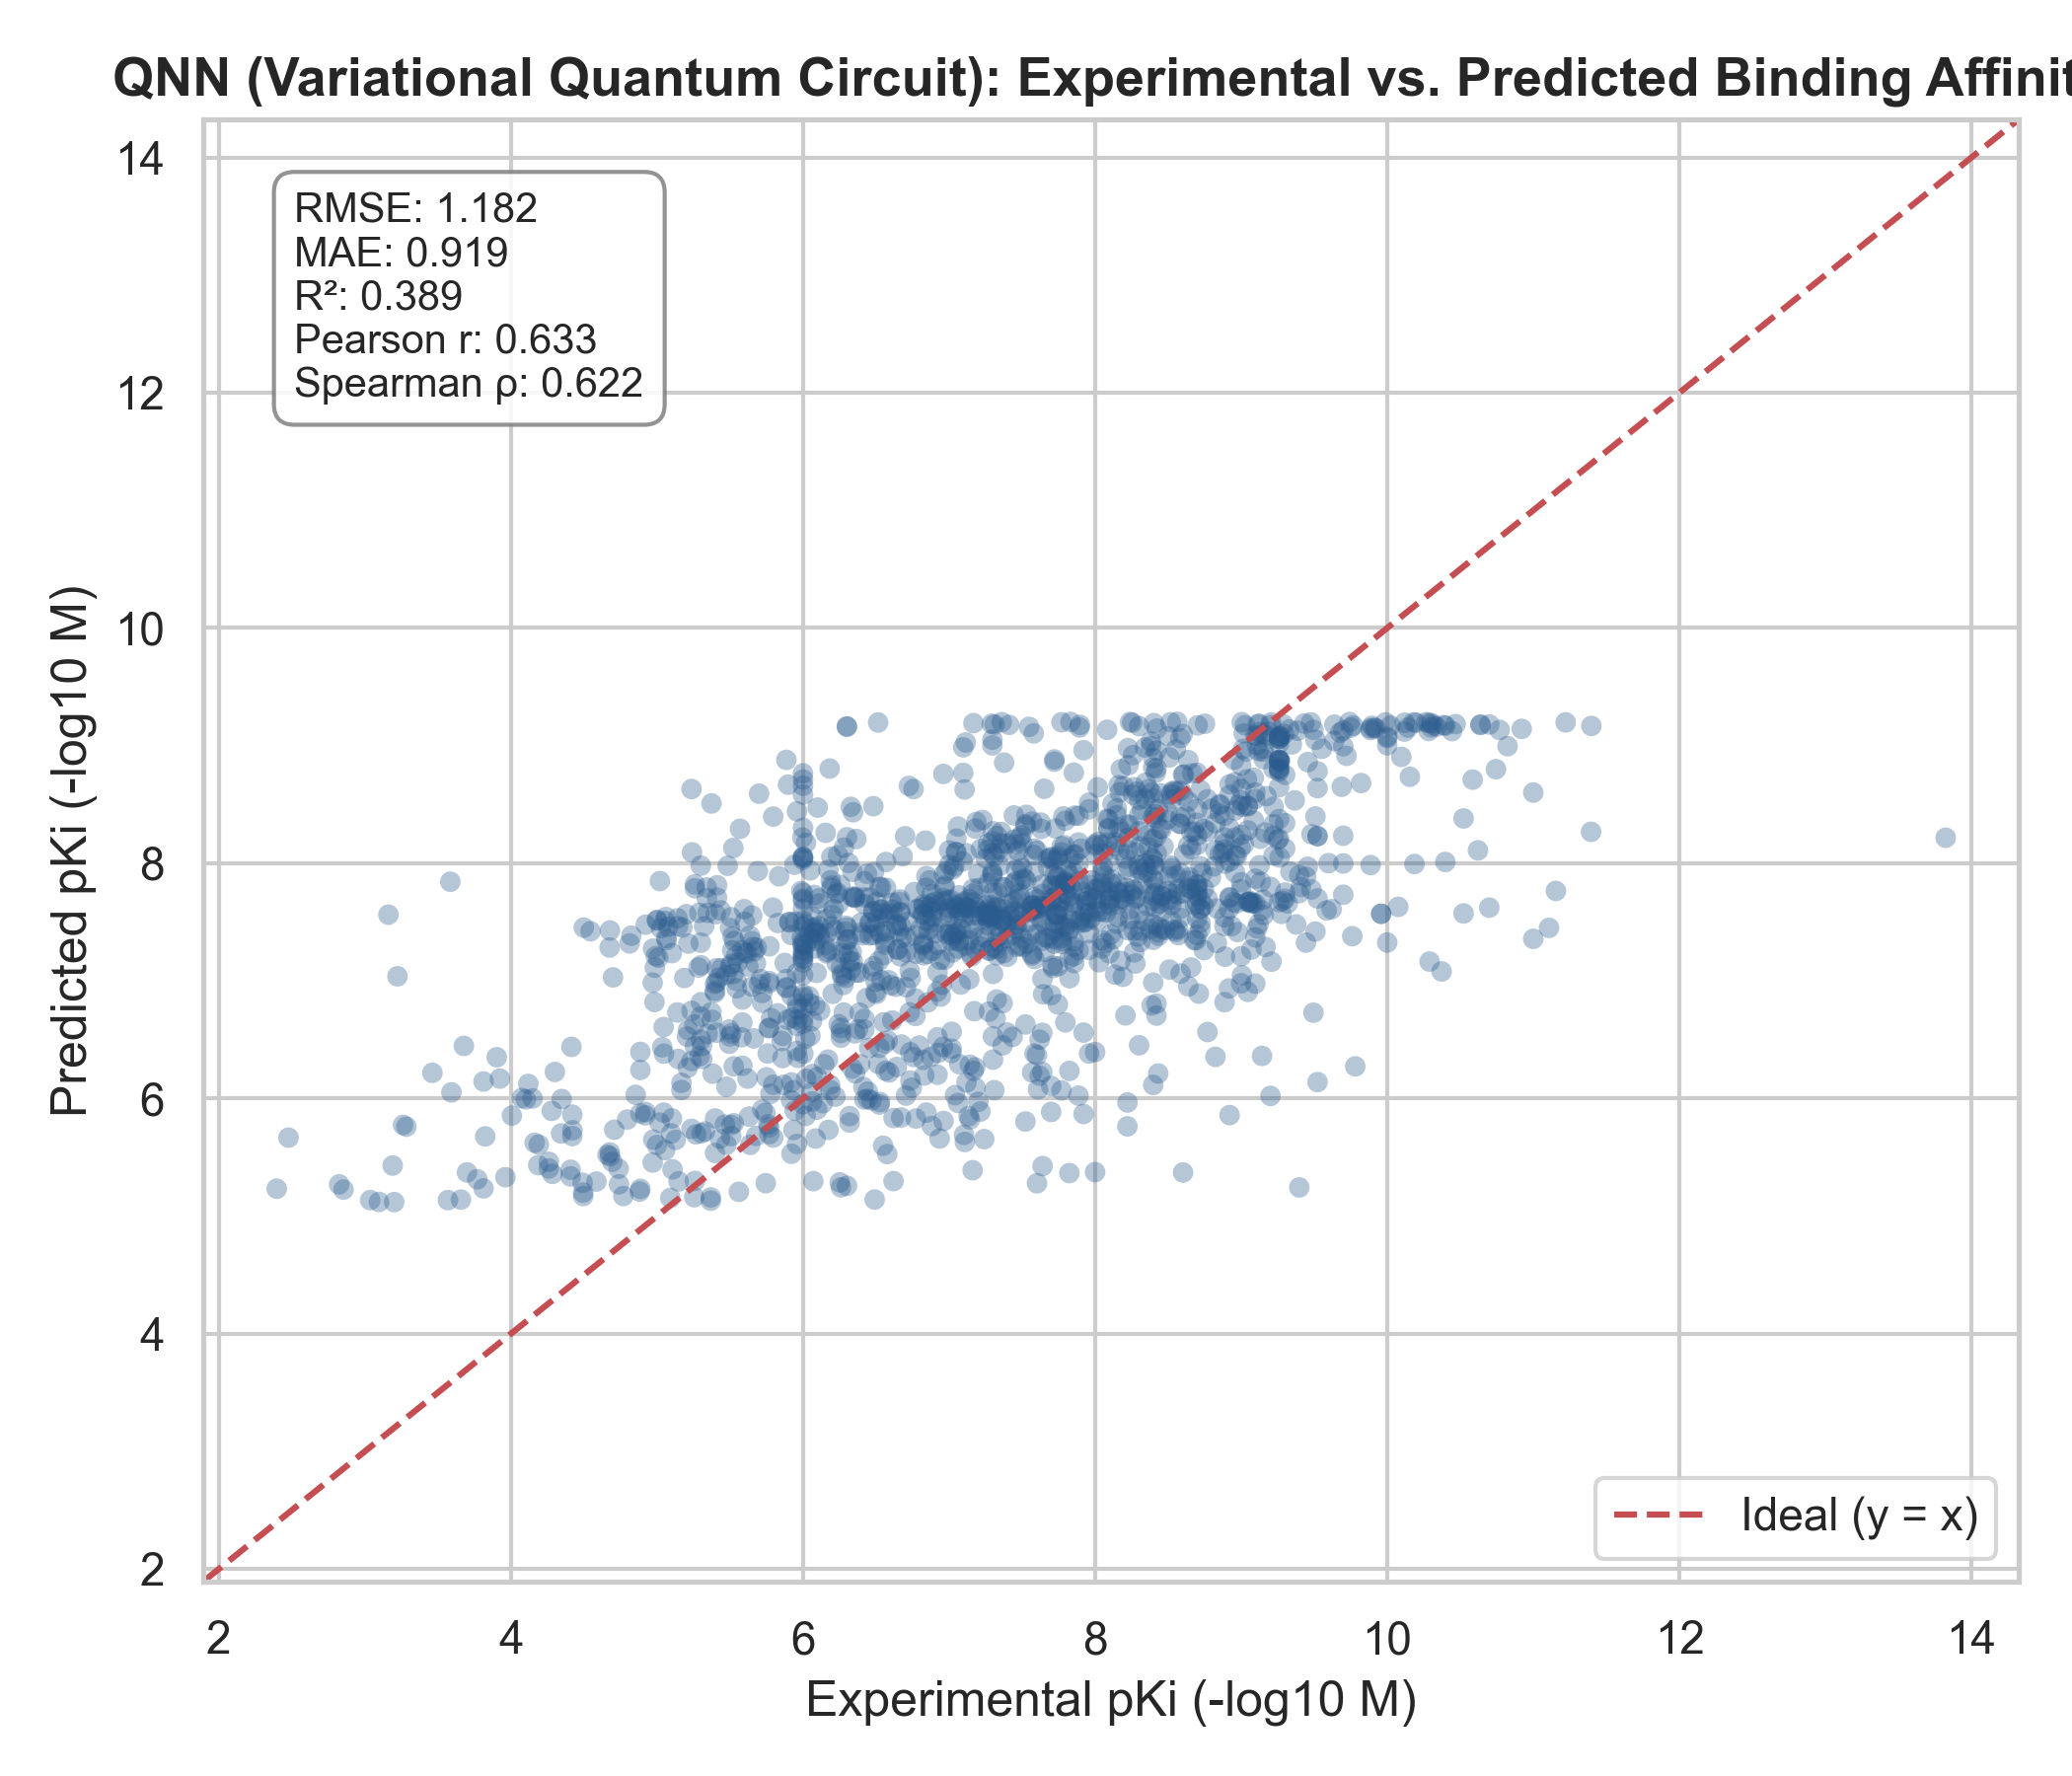 QNN (Variational Quantum Circuit): Experimental vs. Predicted Binding Affinit
14
12
10
8
6
4
2
Predicted pKi (-log10 M)
RMSE: 1.182
MAE: 0.919
R²: 0.389
Pearson r: 0.633
Spearman ρ: 0.622
Ideal (y = x)
2 4 6 8 10 12 14
Experimental pKi (-log10 M)